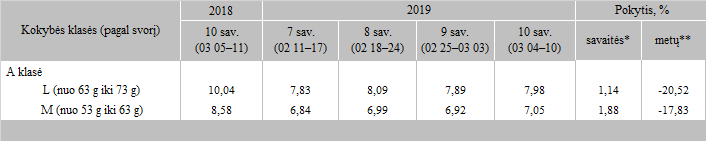 Kokybės klasės (pagal svorį) 2018 2019 Pokytis, %
10 sav. (03 05–11) 7 sav. (02 11–17) 8 sav. (02 18–24) 9 sav. (02 25–03 03) 10 sav. (03 04–10) savaitės* metų**
A klasė
L (nuo 63 g iki 73 g) 10,04 7,83 8,09 7,89 7,98 1,14 -20,52
M (nuo 53 g iki 63 g) 8,58 6,84 6,99 6,92 7,05 1,88 -17,83